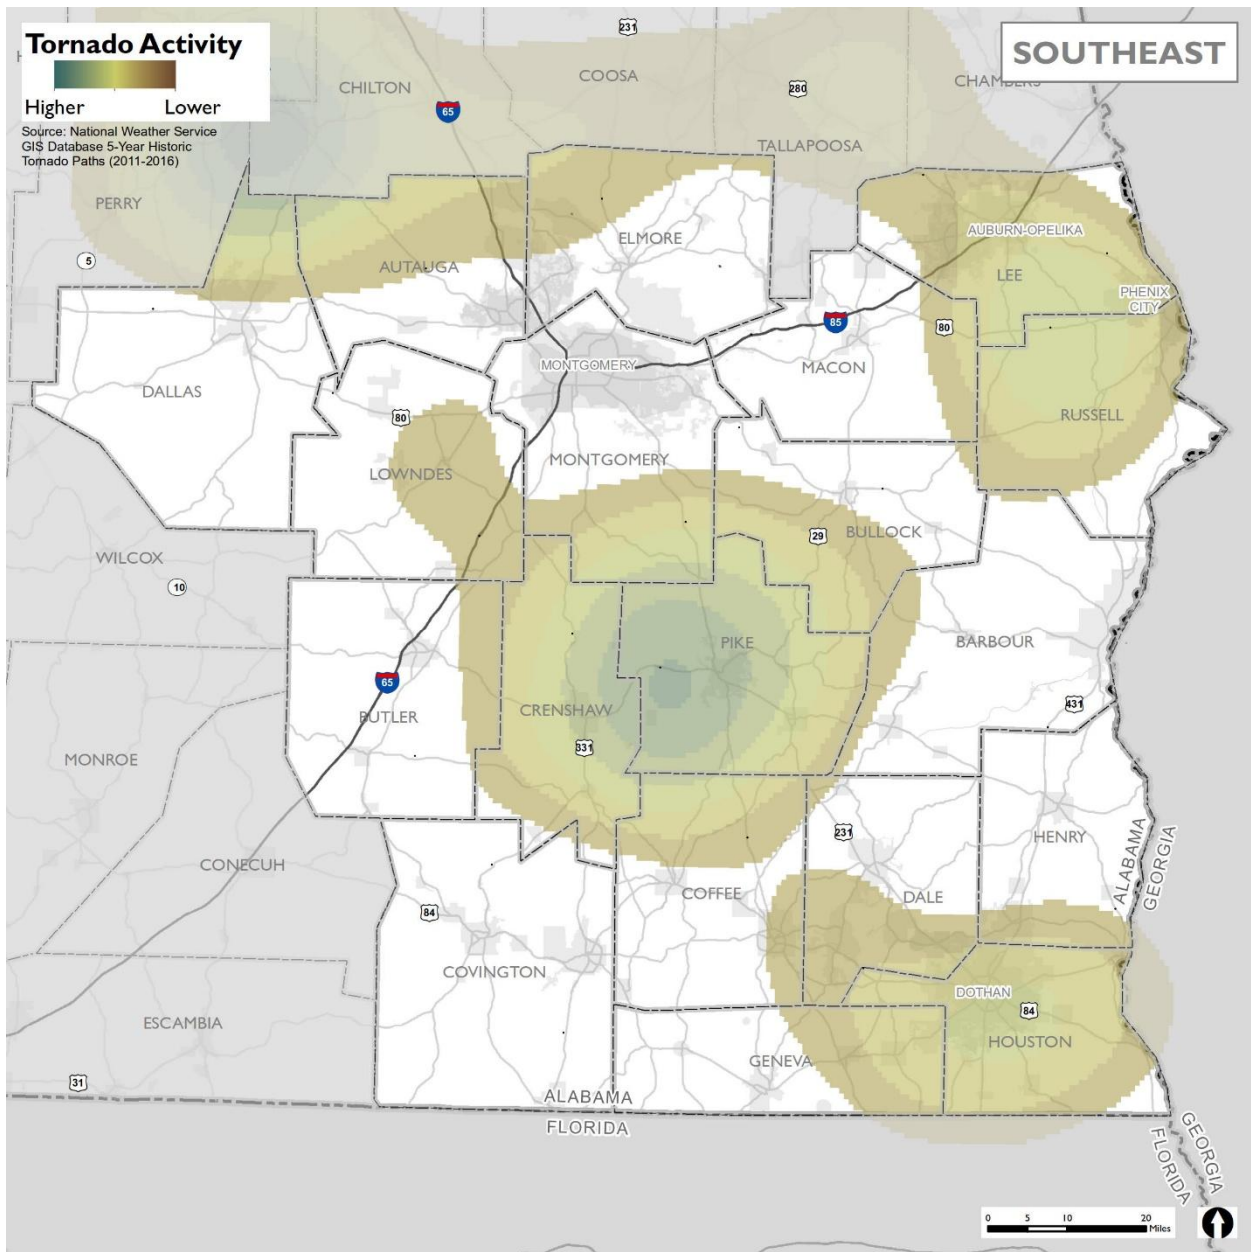 Tornado Activity
Higher Lower
Source: National Weather Service
GIS Database 5-Year Historic
Tornado Paths (2011-2016)
SOUTHEAST
231
COOSA
CHAMBERS
280
CHILTON
65
TALLAPOOSA
PERRY
5
ELMORE
AUBURN-OPELIKA
AUTAUGA
LEE
PHENIX
CITY
85
80
MONTGOMERY
MACON
DALLAS
80
RUSSELL
LOWNDES
MONTGOMERY
29
BULLOCK
WILCOX
10
PIKE
BARBOUR
65
BUTLER
CRENSHAW
431
331
MONROE
231
HENRY
ALABAMA
GEORGIA
CONECUH
COFFEE
DALE
84
COVINGTON
DOTHAN
84
ESCAMBIA
HOUSTON
GENEVA
31
ALABAMA
FLORIDA
GEORGIA
FLORIDA
0 5 10 20
Miles